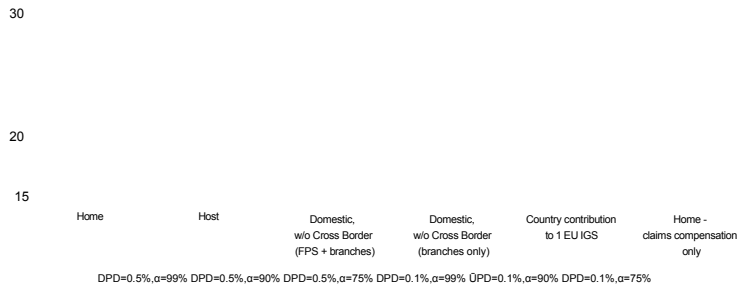 30
20
15
Home
Host
Domestic,
w/o Cross Border
(FPS + branches)
Domestic,
w/o Cross Border
(branches only)
Country contribution
to 1 EU IGS
Home -
claims compensation
only
DPD=0.5%,α=99% DPD=0.5%,α=90% DPD=0.5%,α=75% DPD=0.1%,α=99% ÛPD=0.1%,α=90% DPD=0.1%,α=75%